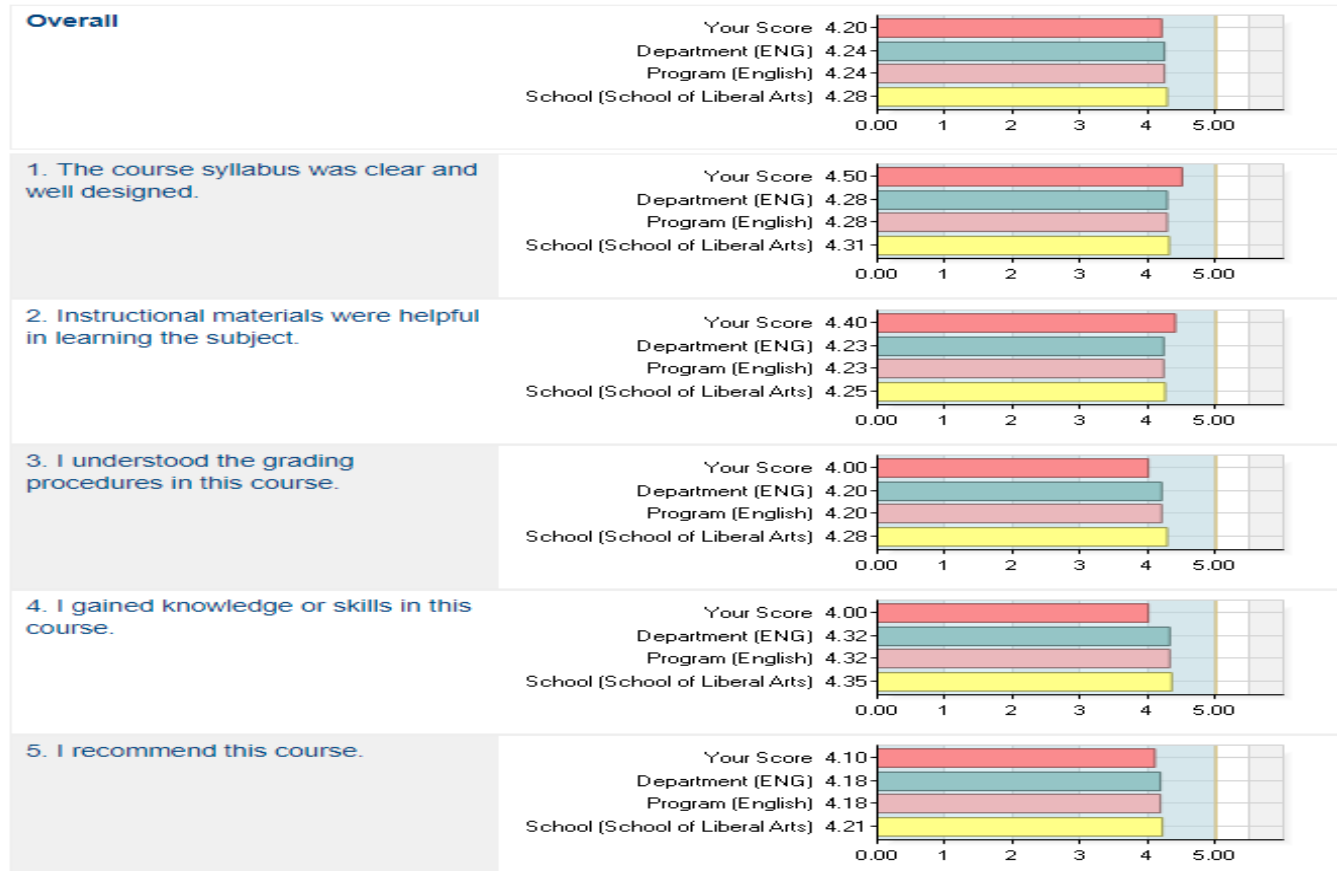 Overall
Your Score 4.20
Department (ENG) 4.24
Program (English) 4.24
School (School of Liberal Arts) 4.28
0.00 1 2 3 4 5.00
1. The course syllabus was clear and
well designed.
Your Score 4.50
Department (ENG) 4.28
Program (English) 4.28
School (School of Liberal Arts) 4.31
0.00 1 2 3 4 5.00
2. Instructional materials were helpful
in learning the subject.
Your Score 4.40
Department (ENG) 4.23
Program (English) 4.23
School (School of Liberal Arts) 4.25
0.00 1 2 3 4 5.00
3. I understood the grading
procedures in this course.
Your Score 4.00
Department (ENG) 4.20
Program (English) 4.20
School (School of Liberal Arts) 4.28
0.00 1 2 3 4 5.00
4. I gained knowledge or skills in this
course.
Your Score 4.00
Department (ENG) 4.32
Program (English) 4.32
School (School of Liberal Arts) 4.35
0.00 1 2 3 4 5.00
5. I recommend this course.
Your Score 4.10
Department (ENG) 4.18
Program (English) 4.18
School (School of Liberal Arts) 4.21
0.00 1 2 3 4 5.00